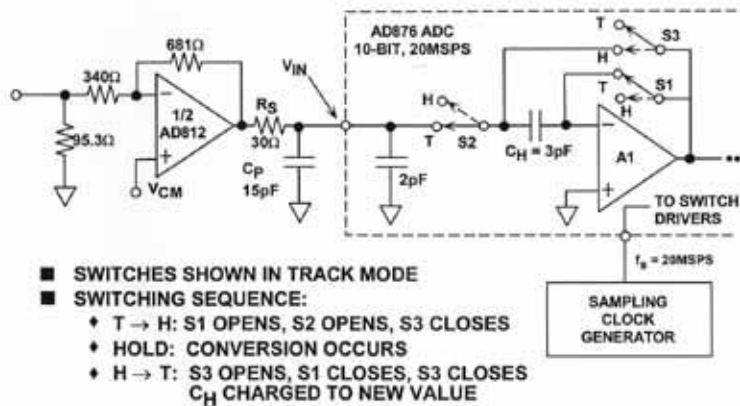 AD876 ADC
10-BIT, 20MSPS
T
S3
H
681Ω
340Ω
V_IN
T
S1
H
1/2
AD812
R_S
30Ω
H
T
S2
C_H = 3pF
A1
95.3Ω
C_P
15pF
2pF
V_CM
TO SWITCH
DRIVERS
f_s = 20MSPS
SAMPLING
CLOCK
GENERATOR
■ SWITCHES SHOWN IN TRACK MODE
■ SWITCHING SEQUENCE:
♦ T → H: S1 OPENS, S2 OPENS, S3 CLOSES
♦ HOLD: CONVERSION OCCURS
♦ H → T: S3 OPENS, S1 CLOSES, S3 CLOSES
C_H CHARGED TO NEW VALUE